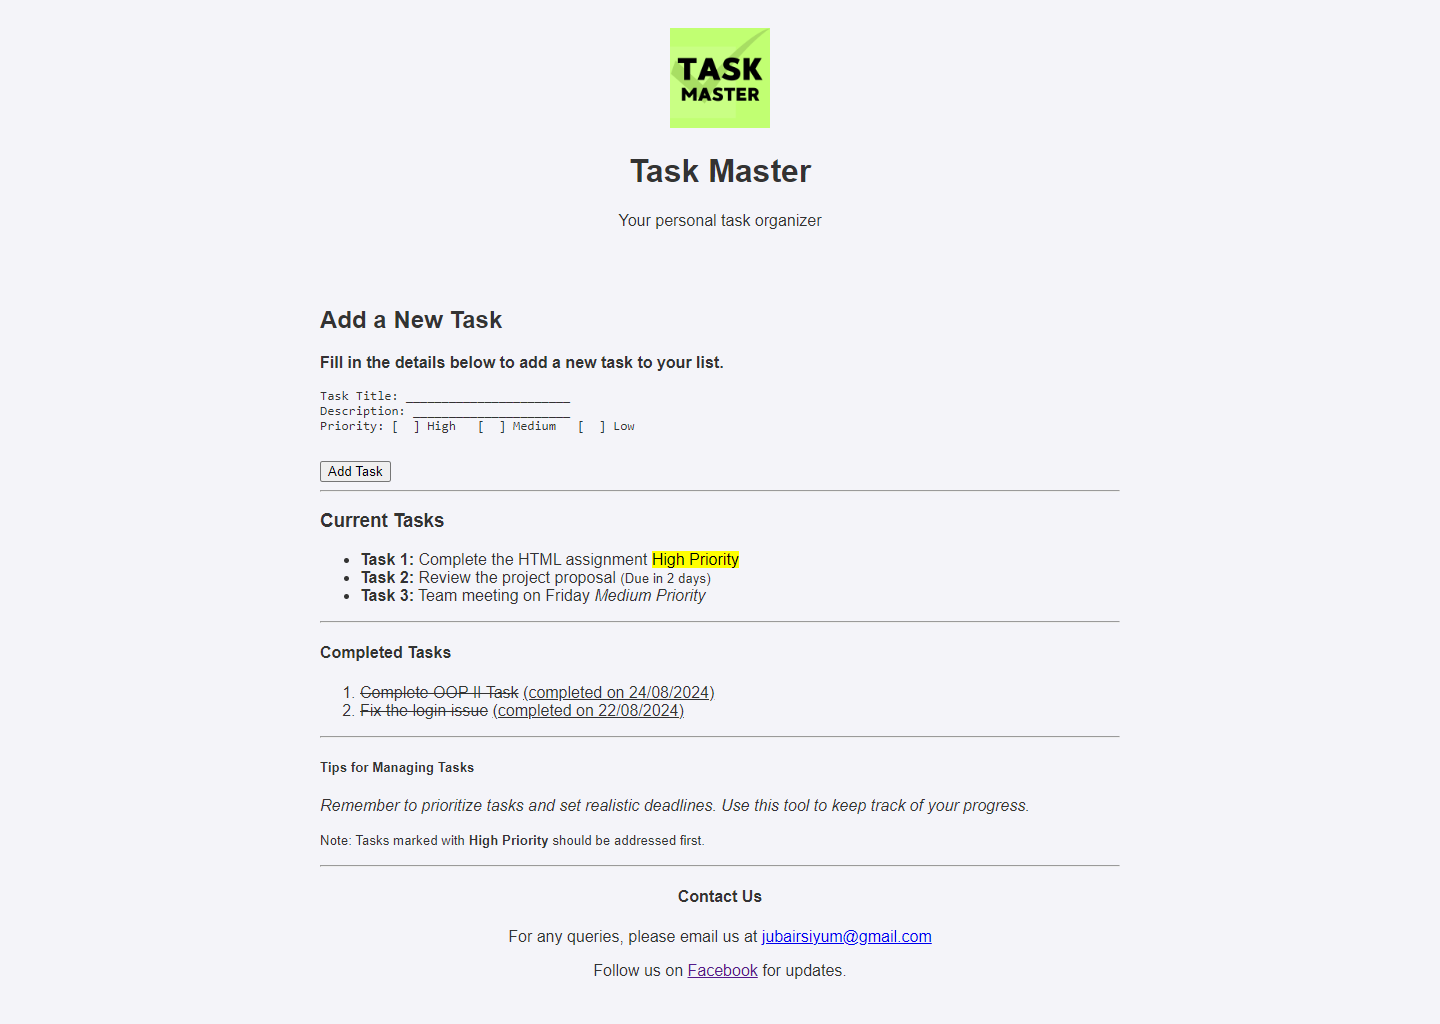 TASK
MASTER
Task Master
Your personal task organizer
Add a New Task
Fill in the details below to add a new task to your list.
Task Title: _______________________
Description: ______________________
Priority: [  ] High   [  ] Medium   [  ] Low
Add Task
Current Tasks
• Task 1: Complete the HTML assignment High Priority
• Task 2: Review the project proposal (Due in 2 days)
• Task 3: Team meeting on Friday Medium Priority
Completed Tasks
1. Complete OOP II Task (completed on 24/08/2024)
2. Fix the login issue (completed on 22/08/2024)
Tips for Managing Tasks
Remember to prioritize tasks and set realistic deadlines. Use this tool to keep track of your progress.
Note: Tasks marked with High Priority should be addressed first.
Contact Us
For any queries, please email us at jubairsiyum@gmail.com
Follow us on Facebook for updates.